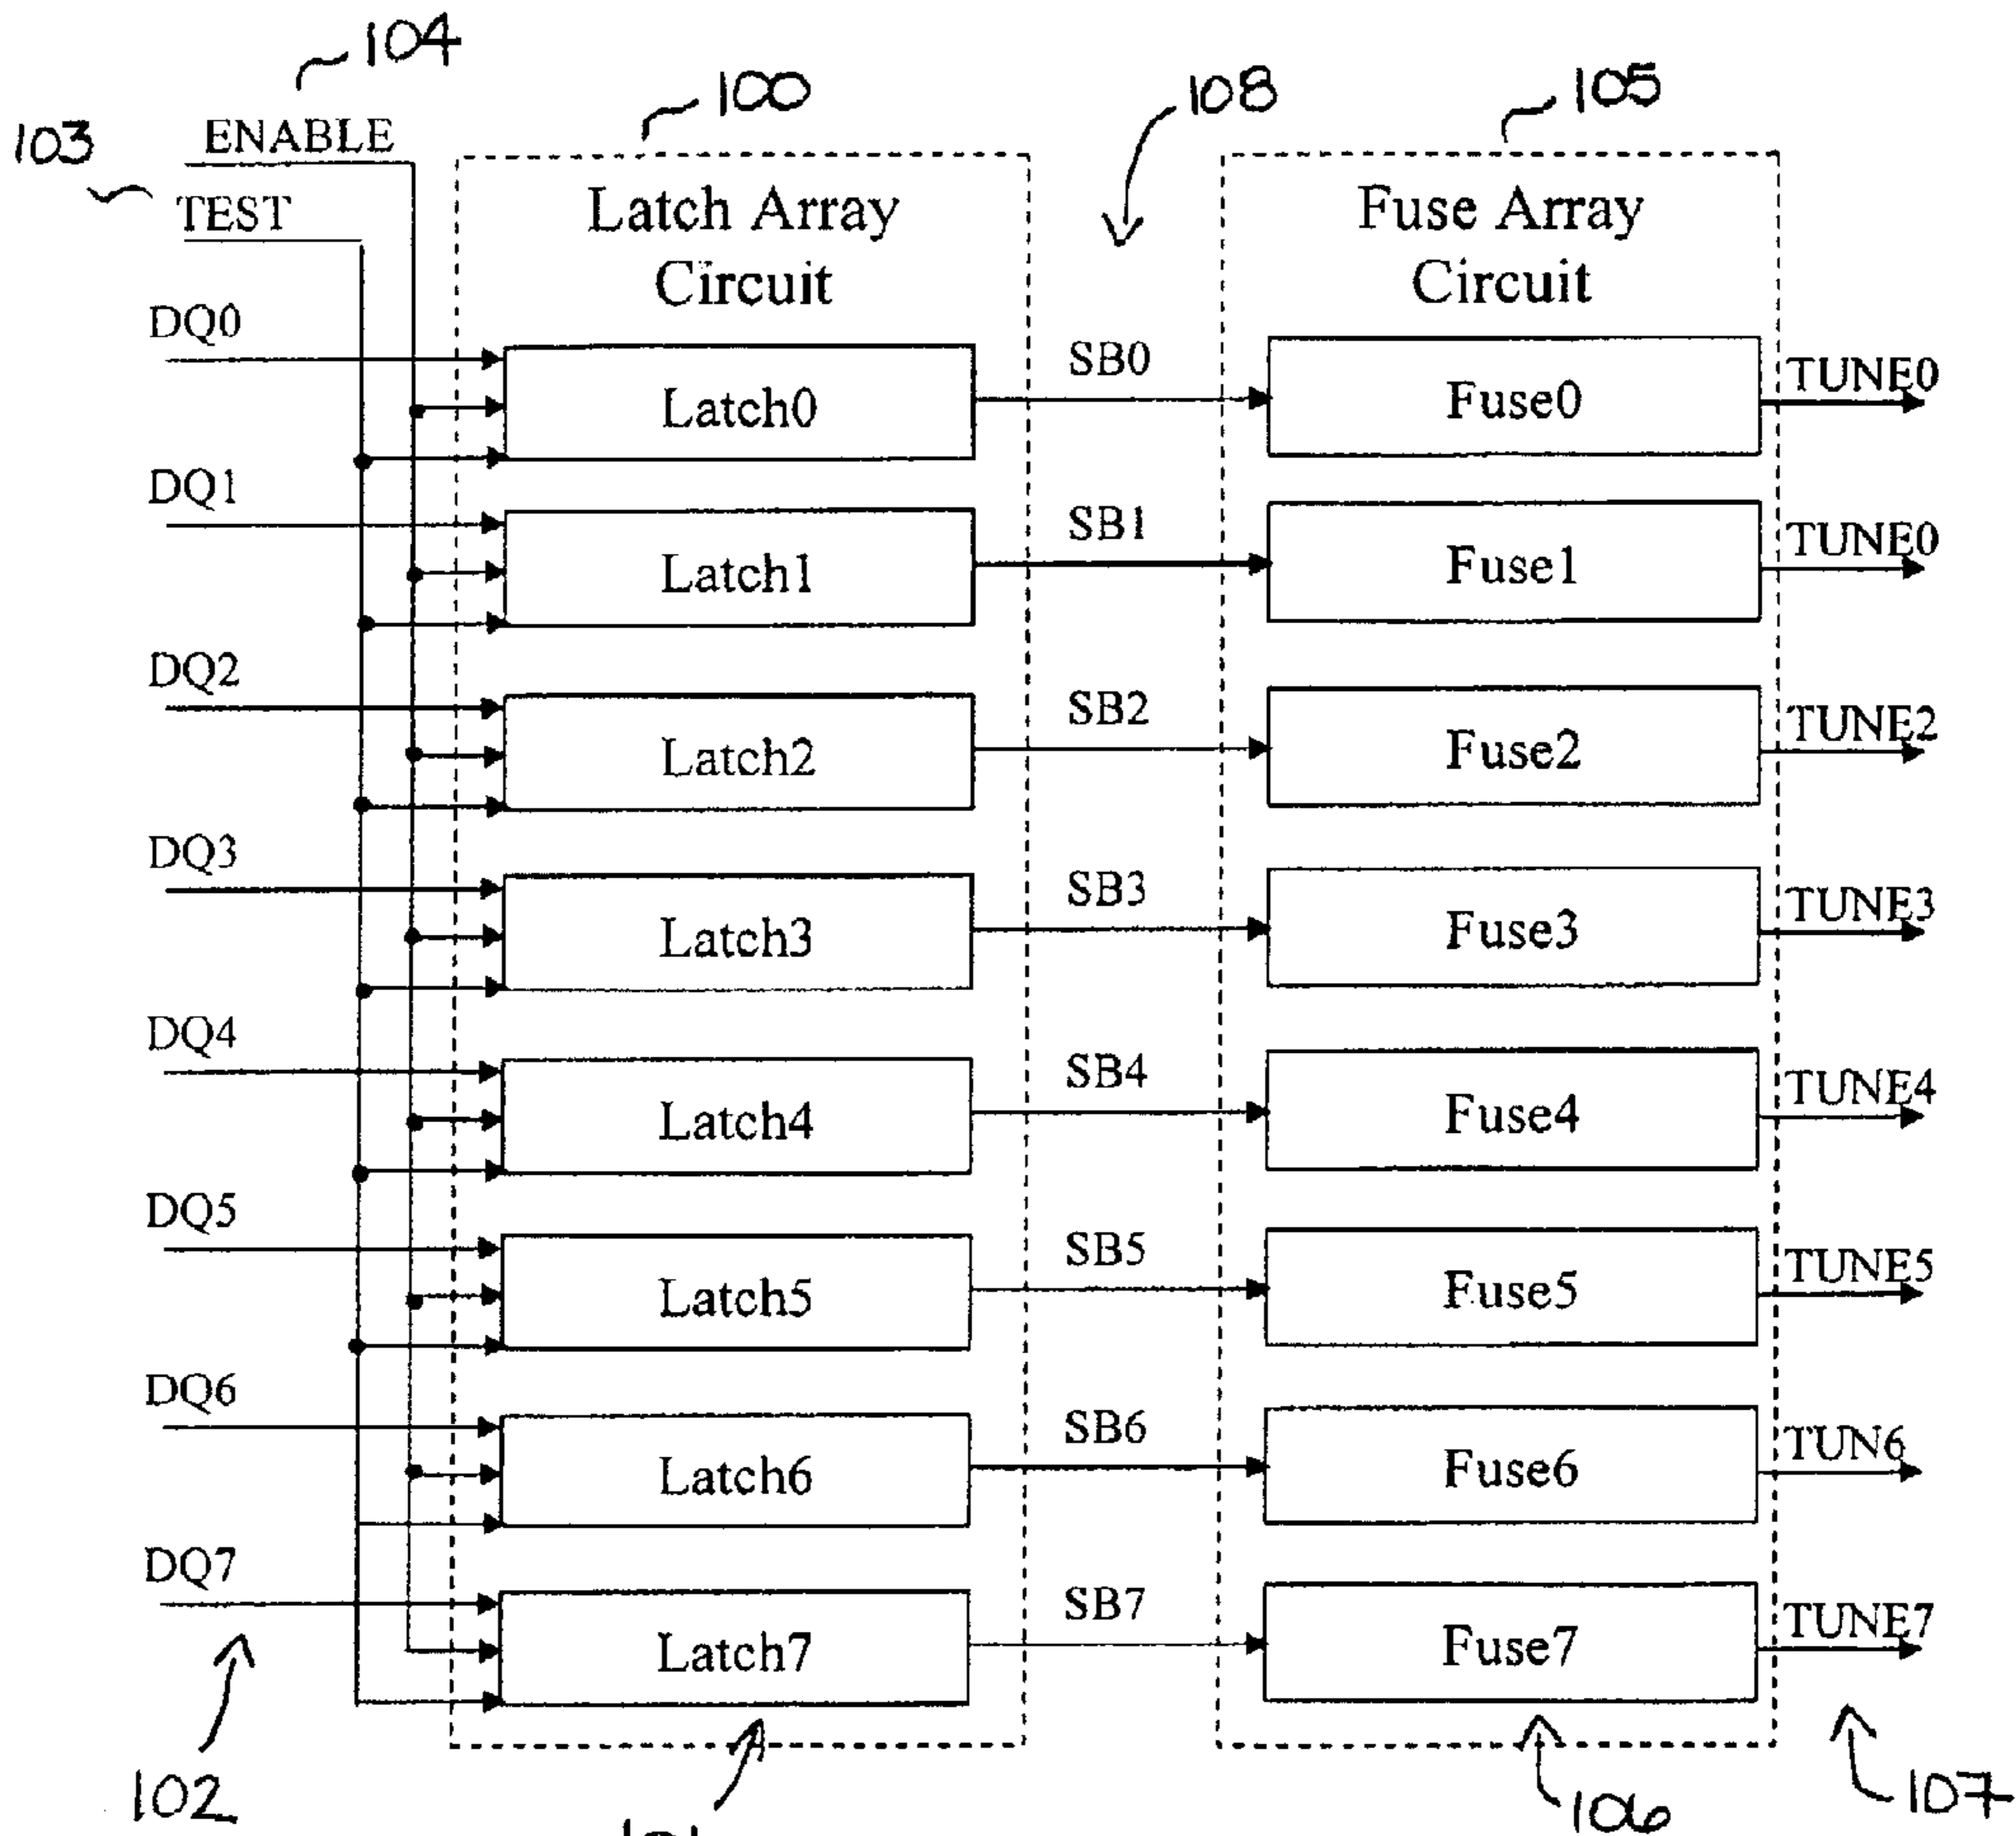 104
100
108
105
103
ENABLE
TEST
Latch Array
Circuit
Fuse Array
Circuit
DQ0
Latch0
SB0
Fuse0
TUNE0
DQ1
Latch1
SB1
Fuse1
TUNE0
DQ2
Latch2
SB2
Fuse2
TUNE2
DQ3
Latch3
SB3
Fuse3
TUNE3
DQ4
Latch4
SB4
Fuse4
TUNE4
DQ5
Latch5
SB5
Fuse5
TUNE5
DQ6
Latch6
SB6
Fuse6
TUN6
DQ7
Latch7
SB7
Fuse7
TUNE7
102
106
107